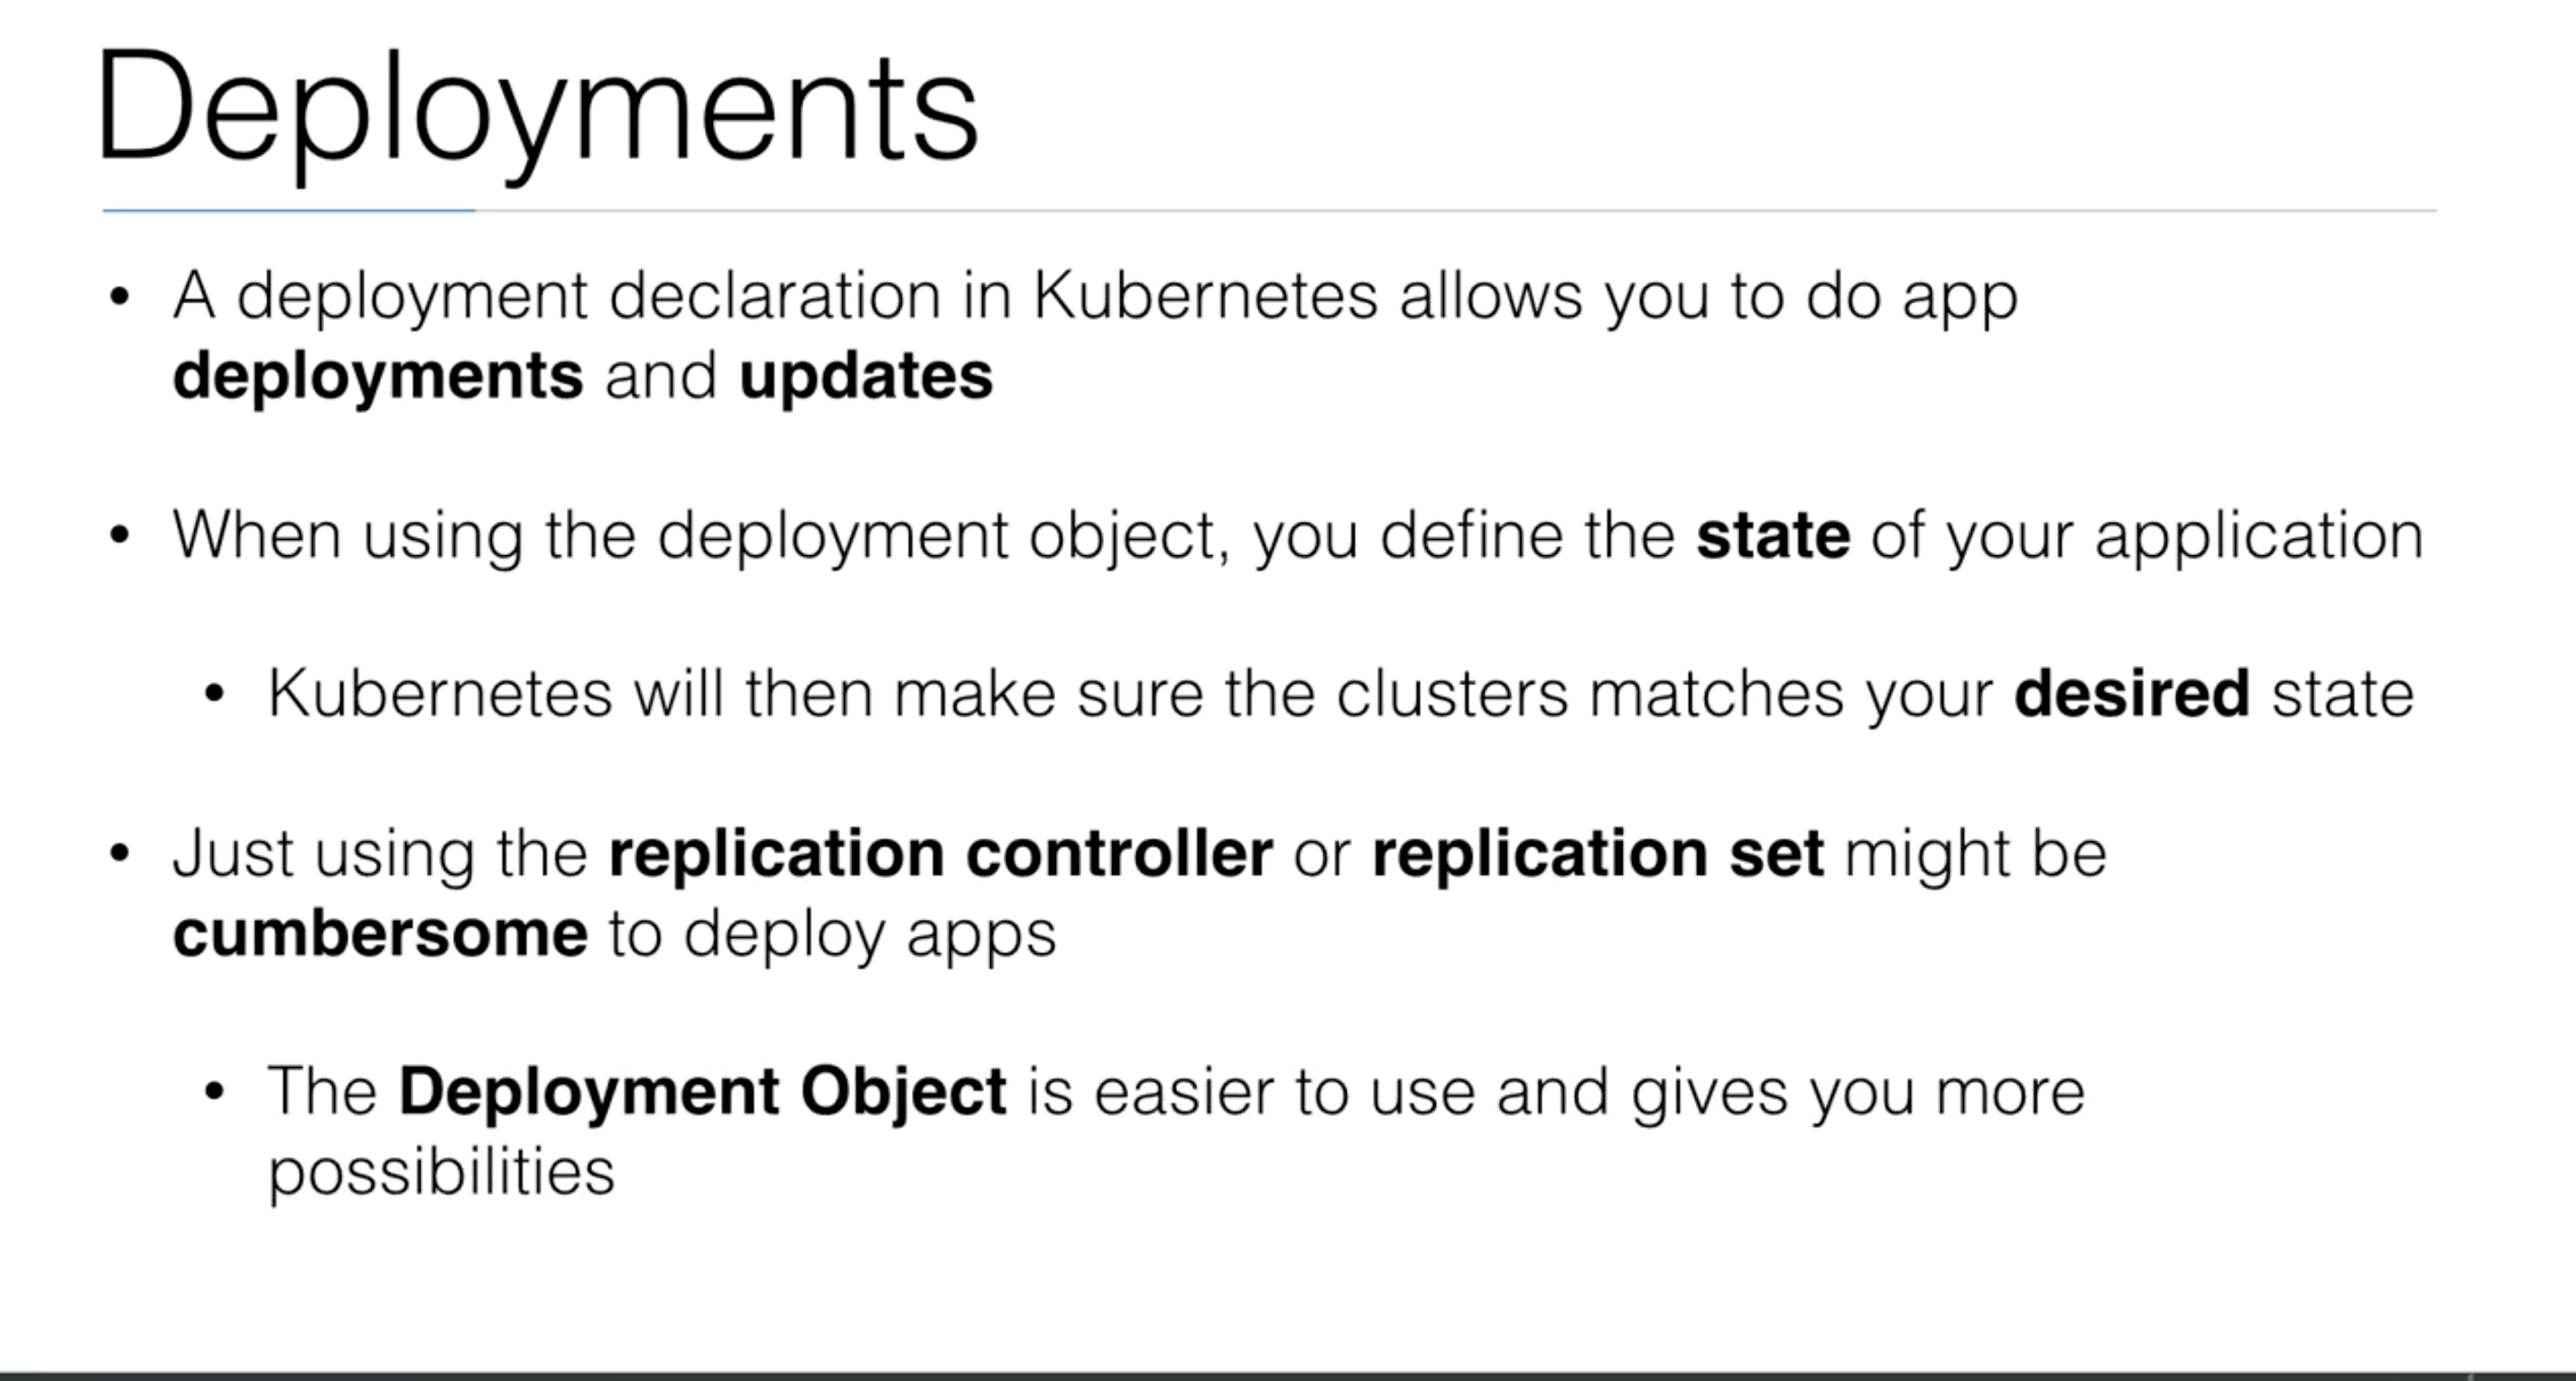 Deployments
• A deployment declaration in Kubernetes allows you to do app
deployments and updates
• When using the deployment object, you define the state of your application
• Kubernetes will then make sure the clusters matches your desired state
• Just using the replication controller or replication set might be
cumbersome to deploy apps
• The Deployment Object is easier to use and gives you more
possibilities